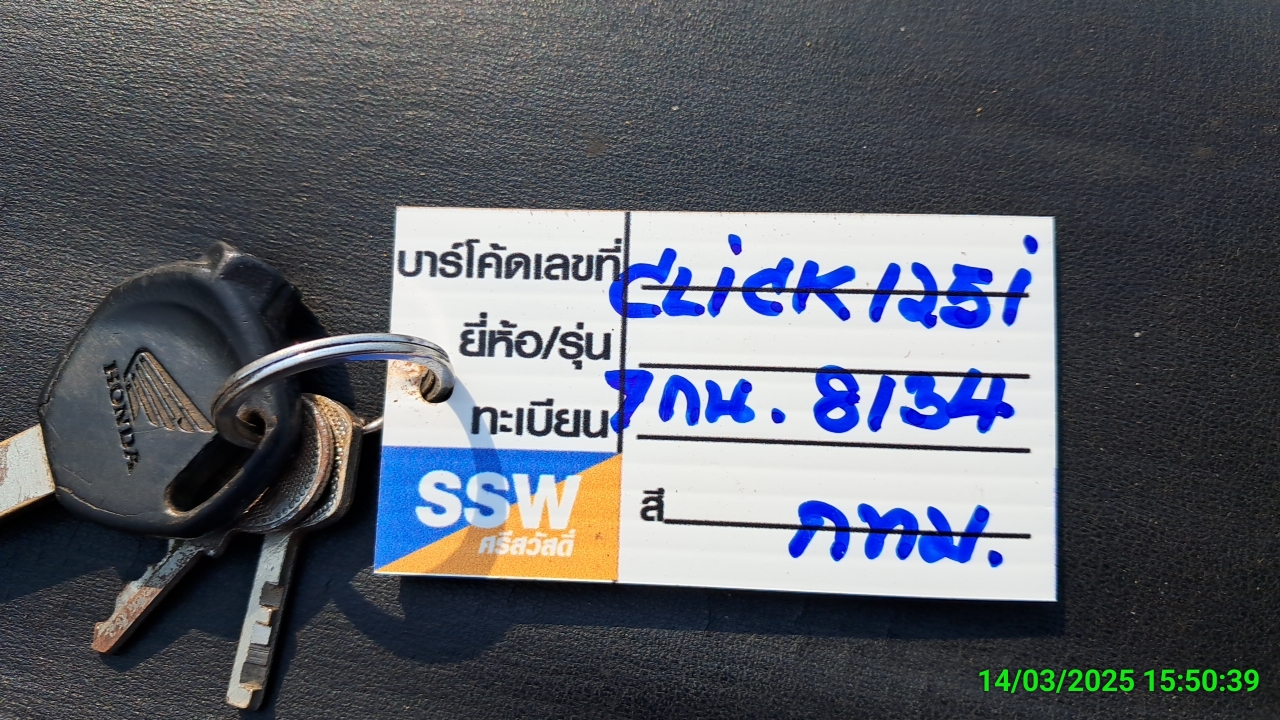 บาร์โค้ดเลขที่ CLiCK 125i
ยี่ห้อ/รุ่น
ทะเบียน 7กน. 8134
สี กทม.
SSW
ศรีสวัสดิ์
HONDA
14/03/2025 15:50:39